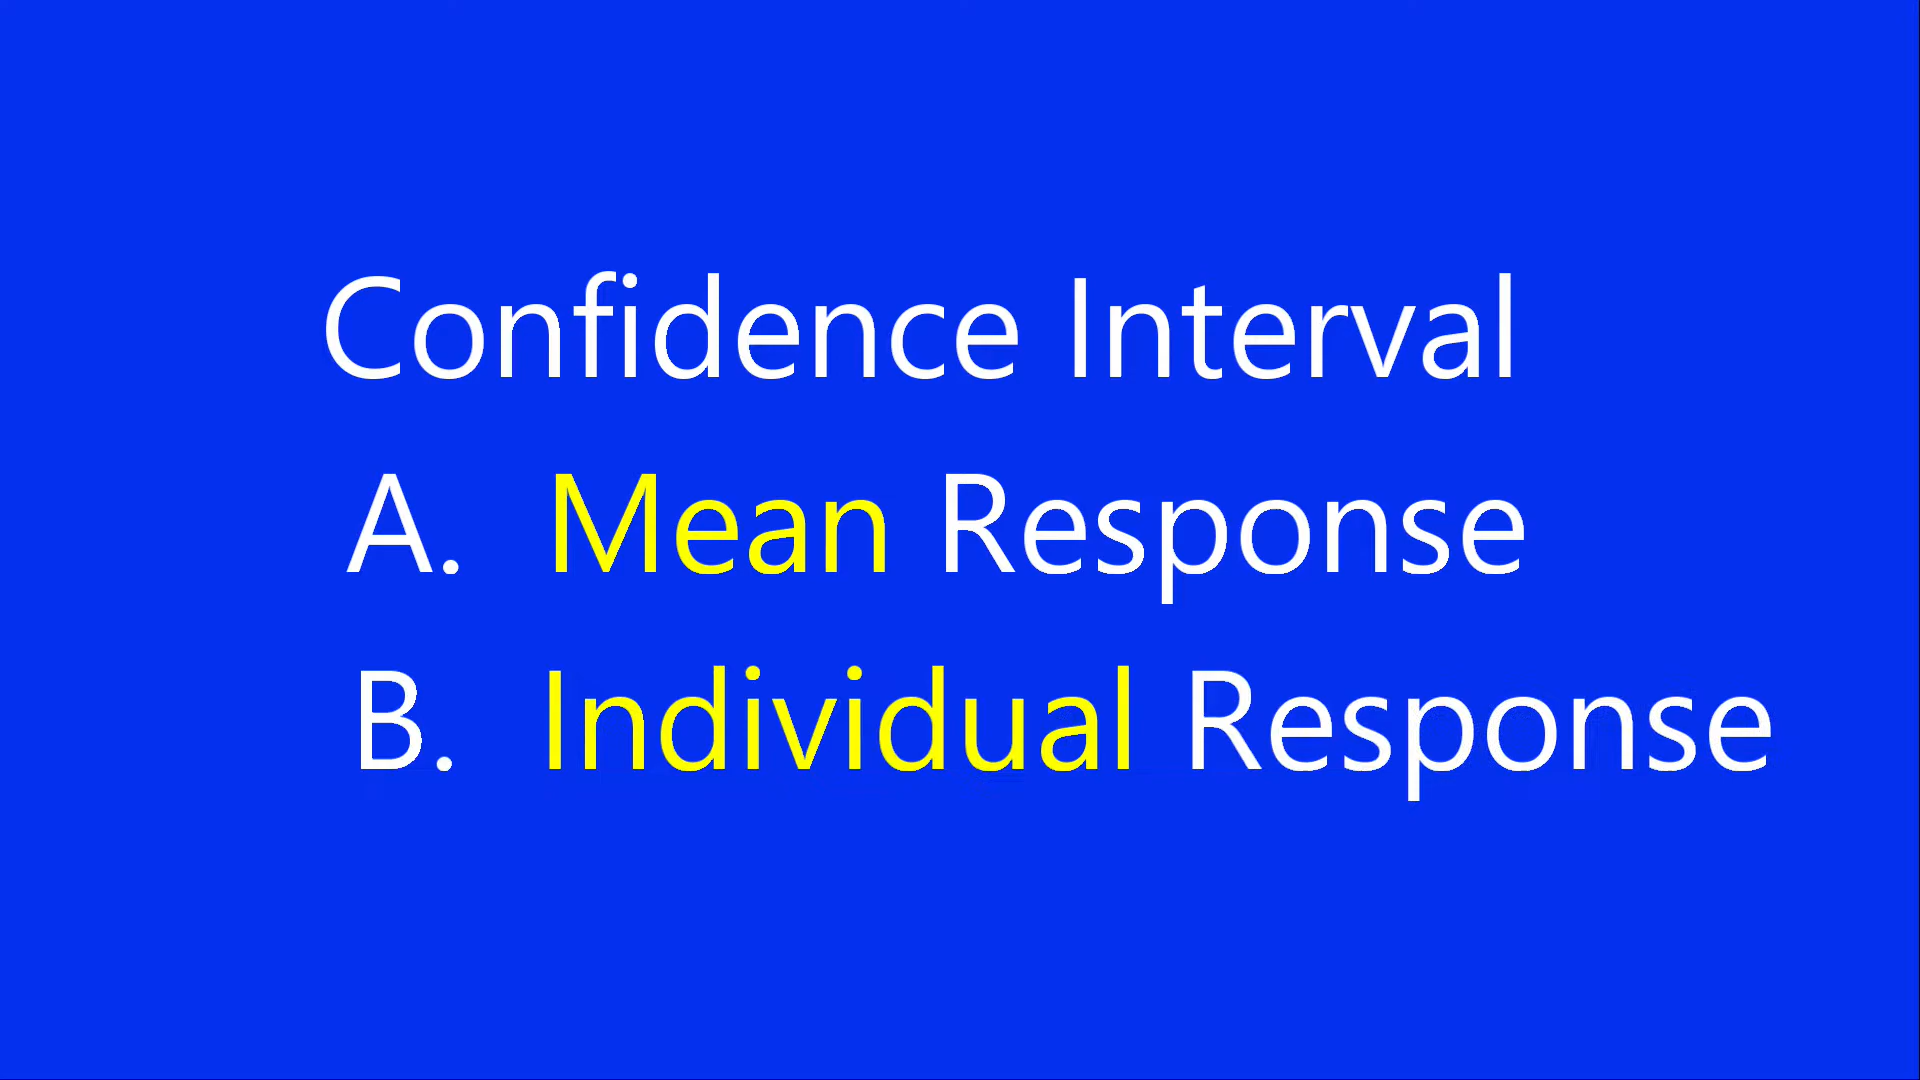 Confidence Interval
A. Mean Response
B. Individual Response